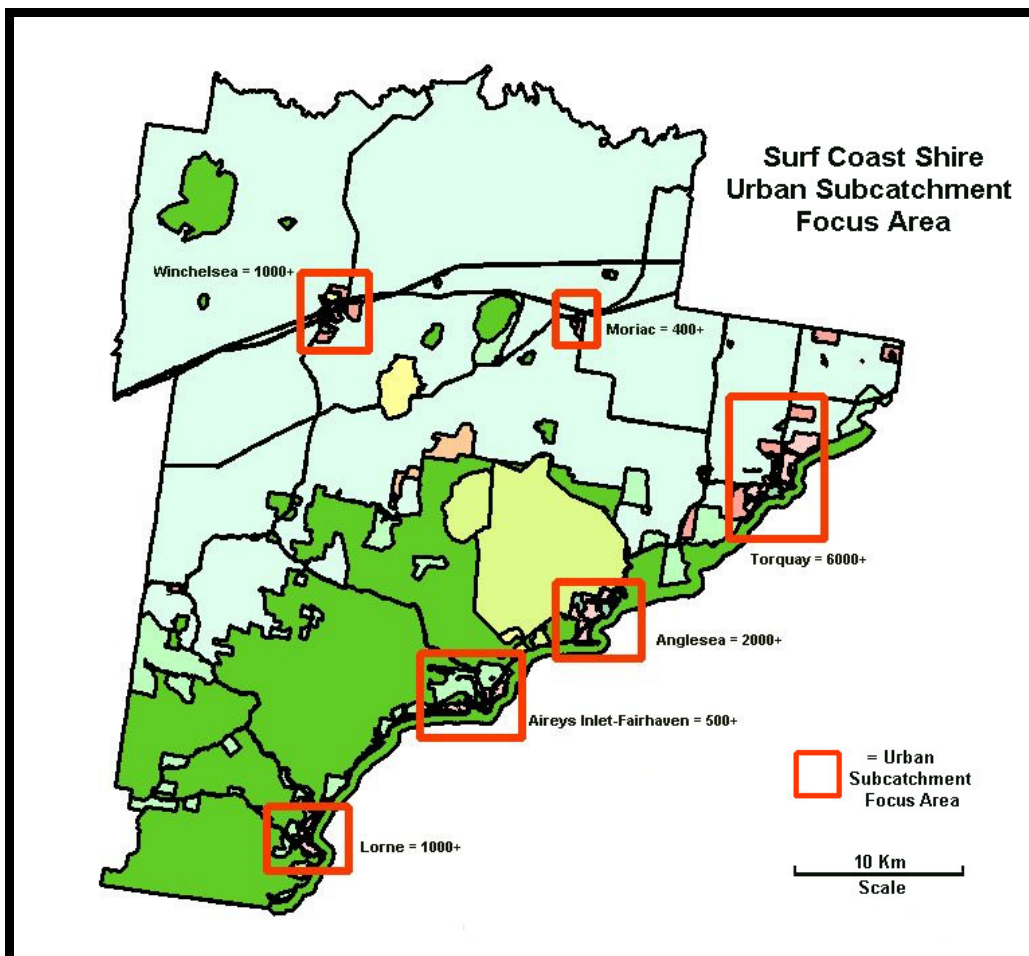 Surf Coast Shire
Urban Subcatchment
Focus Area
Winchelsea = 1000+
Moriac = 400+
Torquay = 6000+
Anglesea = 2000+
Aireys Inlet-Fairhaven = 500+
Lorne = 1000+
= Urban
Subcatchment
Focus Area
10 Km
Scale